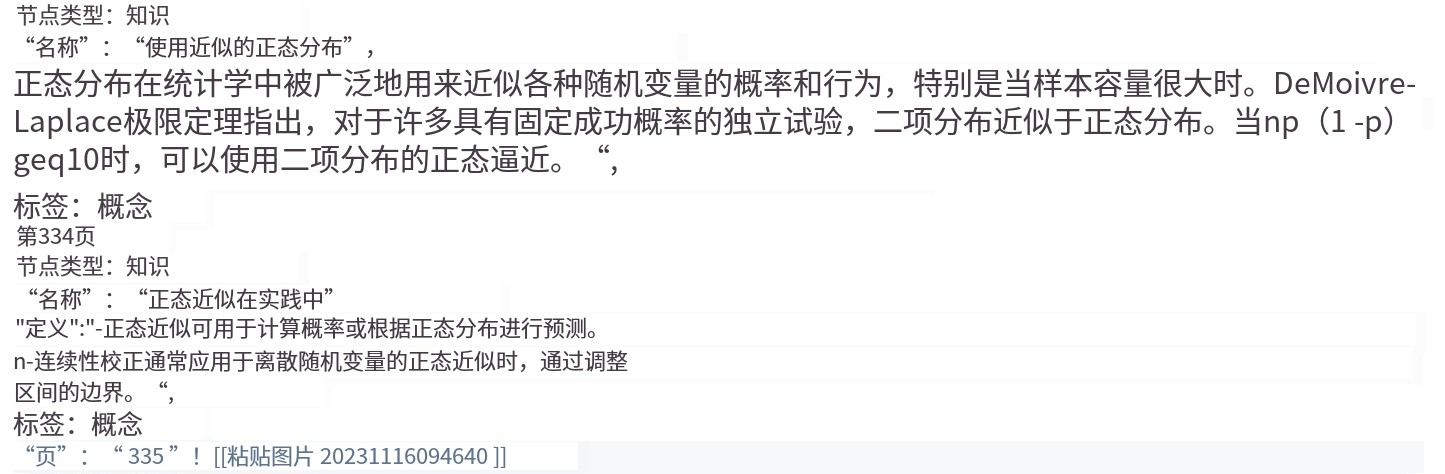 节点类型：知识
“名称”：“使用近似的正态分布”，
正态分布在统计学中被广泛地用来近似各种随机变量的概率和行为，特别是当样本容量很大时。DeMoivre-
Laplace极限定理指出，对于许多具有固定成功概率的独立试验，二项分布近似于正态分布。当np（1 -p）
geq10时，可以使用二项分布的正态逼近。 “,
标签：概念
第334页
节点类型：知识
“名称”：“正态近似在实践中”
"定义":"-正态近似可用于计算概率或根据正态分布进行预测。
n-连续性校正通常应用于离散随机变量的正态近似时，通过调整
区间的边界。 “,
标签：概念
“页”：“ 335 ”！[[粘贴图片 20231116094640 ]]